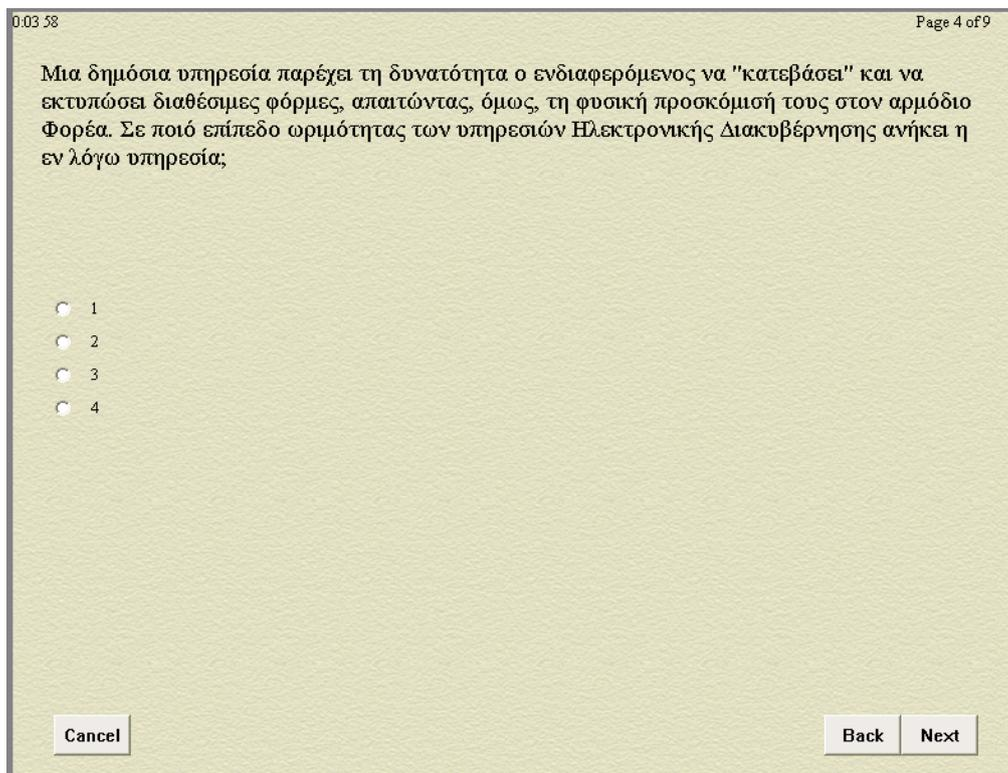 0:03 58
Page 4 of 9
Μια δημόσια υπηρεσία παρέχει τη δυνατότητα ο ενδιαφερόμενος να "κατεβάσει" και να
εκτυπώσει διαθέσιμες φόρμες, απαιτώντας, όμως, τη φυσική προσκόμισή τους στον αρμόδιο
Φορέα. Σε ποιό επίπεδο ωριμότητας των υπηρεσιών Ηλεκτρονικής Διακυβέρνησης ανήκει η
εν λόγω υπηρεσία;
1
2
3
4
Cancel
Back
Next